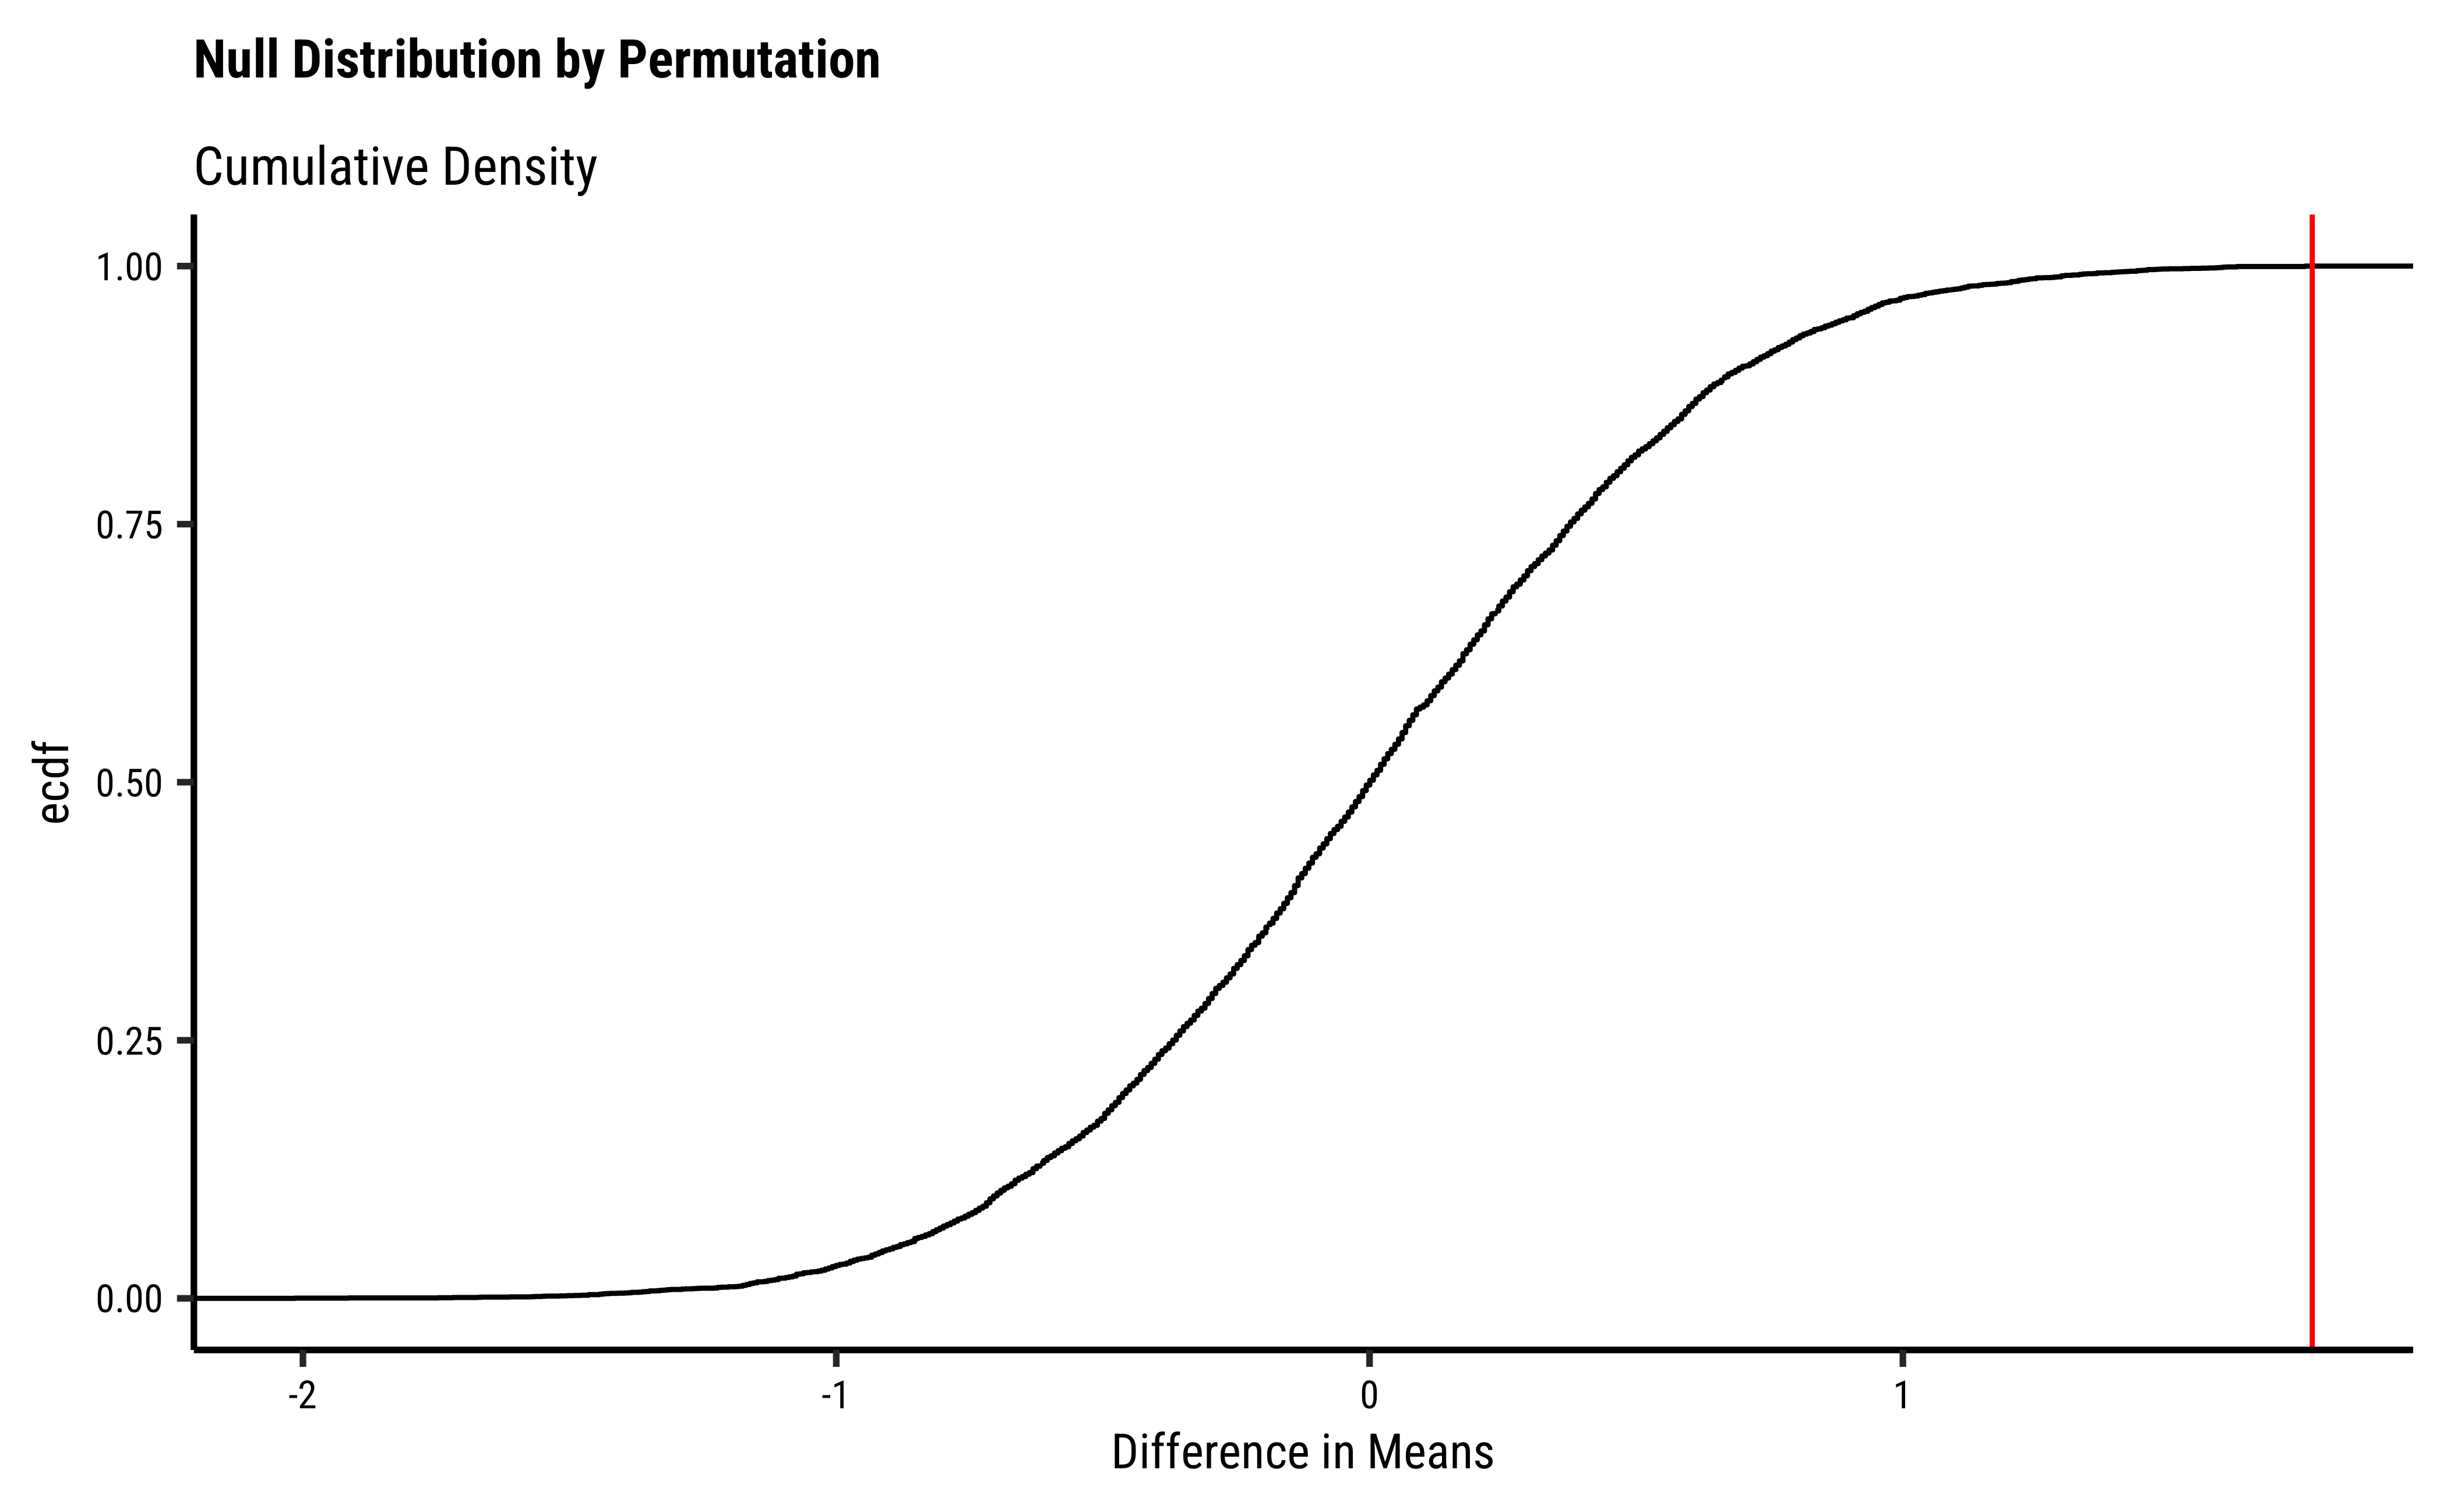 Null Distribution by Permutation
Cumulative Density
1.00
0.75
0.50
0.25
0.00
ecdf
-2
-1
0
1
Difference in Means